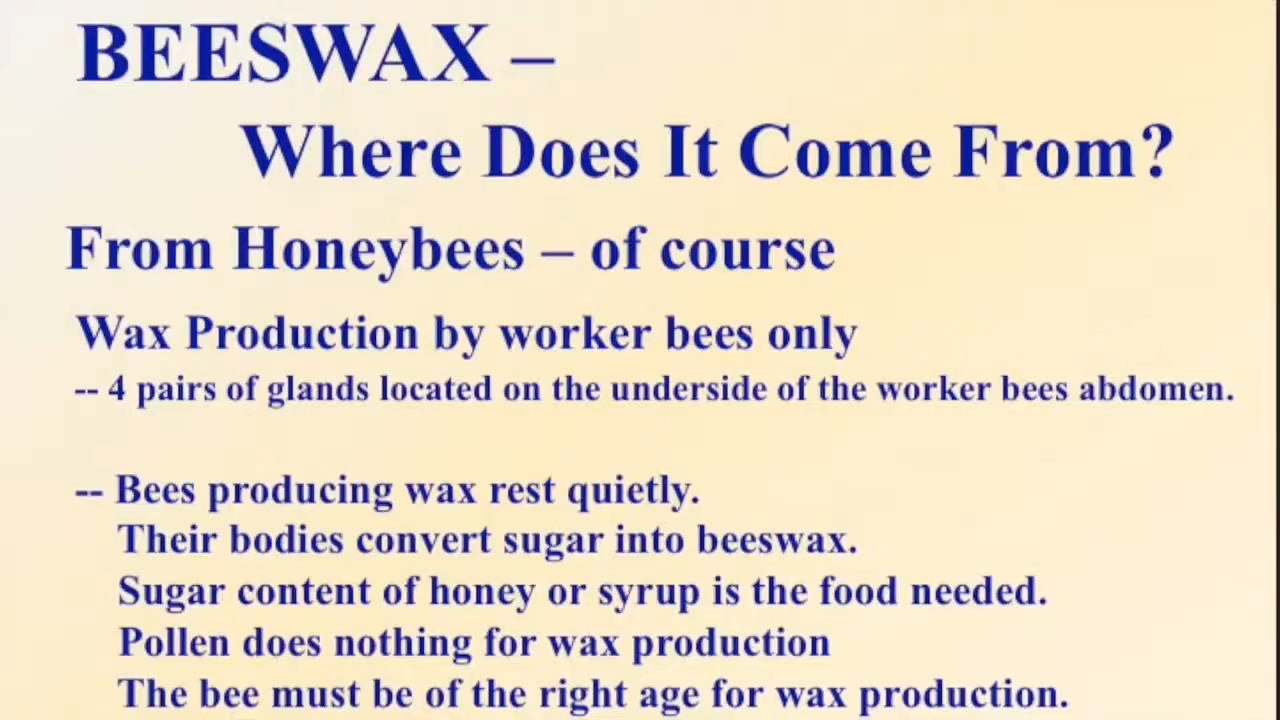 BEESWAX –
Where Does It Come From?
From Honeybees – of course
Wax Production by worker bees only
-- 4 pairs of glands located on the underside of the worker bees abdomen.
-- Bees producing wax rest quietly.
Their bodies convert sugar into beeswax.
Sugar content of honey or syrup is the food needed.
Pollen does nothing for wax production
The bee must be of the right age for wax production.